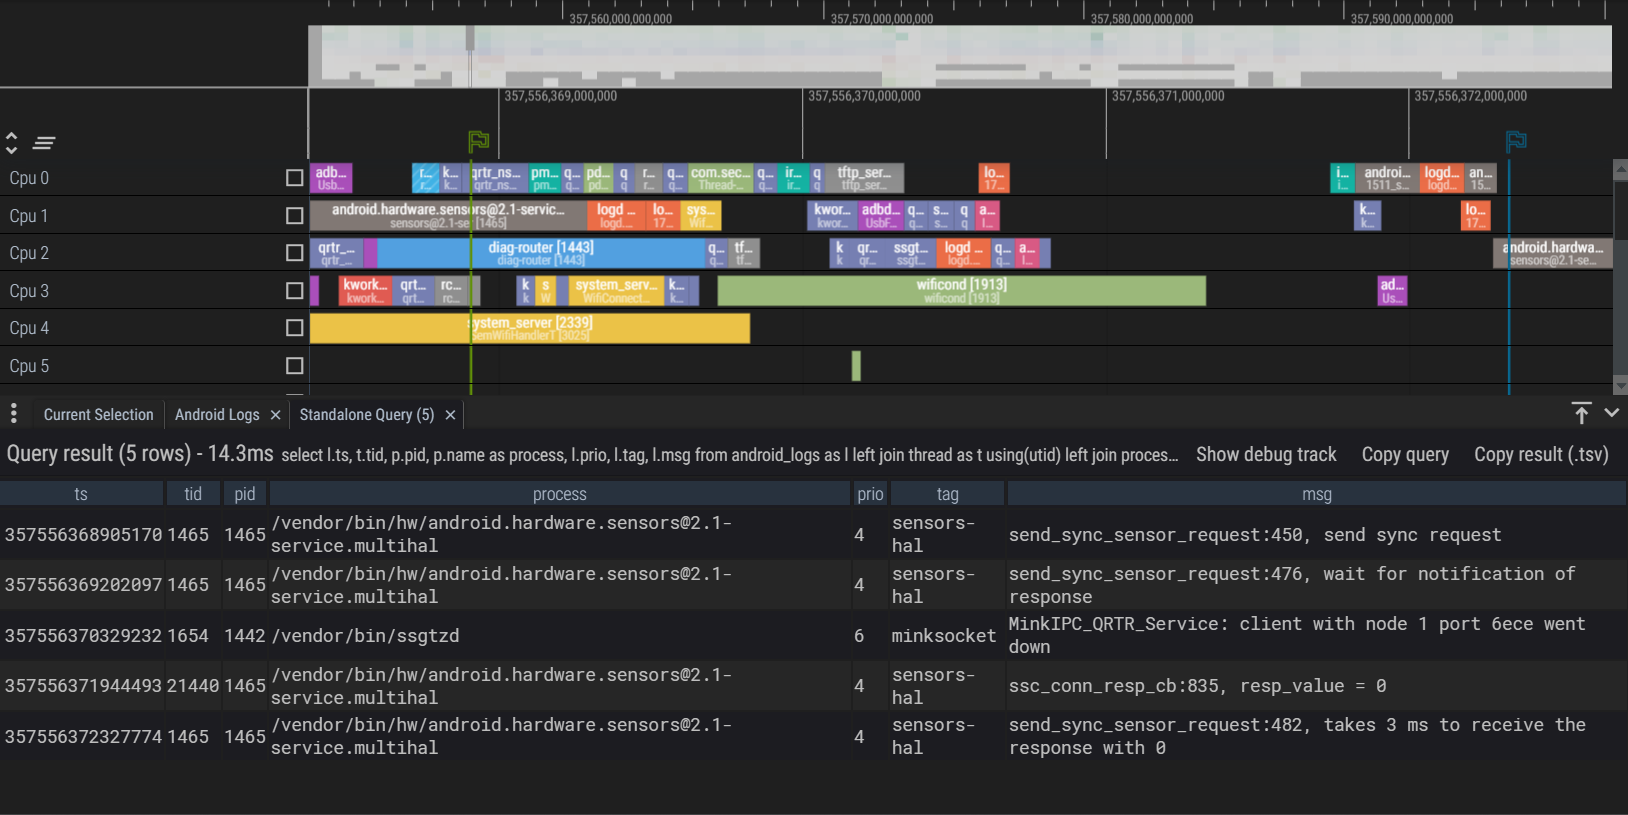 357,560,000,000,000 357,570,000,000,000 357,580,000,000,000 357,590,000,000,000
357,556,369,000,000 357,556,370,000,000 357,556,371,000,000 357,556,372,000,000
Cpu 0
adb... r... k... qrtr_ns... pm... q... pd... q r... q... com.sec... q... ir... q tftp_ser... lo... i... androi... logd... an...
Usb... r... k... qrtr_ns... pm... q... pd... q r... q... Thread-... q... ir... q tftp_ser... 17... i... 1511_s... logd... 15...
Cpu 1
android.hardware.sensors@2.1-servic... logd ... lo... sys... kwor... adbd... q... s... q a... k... lo...
sensors@2.1-se [1465] logd... 17... Wif... kwor... UsbF... q... s... q l... k... 17...
Cpu 2
qrtr_... diag-router [1443] q... tf... k qr... ssgt... logd ... q... a... android.hardwa...
qrtr_... diag-router [1443] q... tf... k qr... ssgt... logd... q... l... sensors@2.1-se...
Cpu 3
kwork... qrt... rc... k s system_serv... k... wificond [1913] ad...
kwork... qrt... rc... k W WifiConnect... k... wificond [1913] Us...
Cpu 4
system_server [2339]
SemWifiHandlerT [3025]
Cpu 5
Current Selection Android Logs Standalone Query (5)
Query result (5 rows) - 14.3ms select l.ts, t.tid, p.pid, p.name as process, l.prio, l.tag, l.msg from android_logs as l left join thread as t using(utid) left join proces... Show debug track Copy query Copy result (.tsv)
ts tid pid process prio tag msg
357556368905170 1465 1465 /vendor/bin/hw/android.hardware.sensors@2.1-
service.multihal 4 sensors-
hal send_sync_sensor_request:450, send sync request
357556369202097 1465 1465 /vendor/bin/hw/android.hardware.sensors@2.1-
service.multihal 4 sensors-
hal send_sync_sensor_request:476, wait for notification of
response
357556370329232 1654 1442 /vendor/bin/ssgtzd 6 minksocket MinkIPC_QRTR_Service: client with node 1 port 6ece went
down
357556371944493 21440 1465 /vendor/bin/hw/android.hardware.sensors@2.1-
service.multihal 4 sensors-
hal ssc_conn_resp_cb:835, resp_value = 0
357556372327774 1465 1465 /vendor/bin/hw/android.hardware.sensors@2.1-
service.multihal 4 sensors-
hal send_sync_sensor_request:482, takes 3 ms to receive the
response with 0